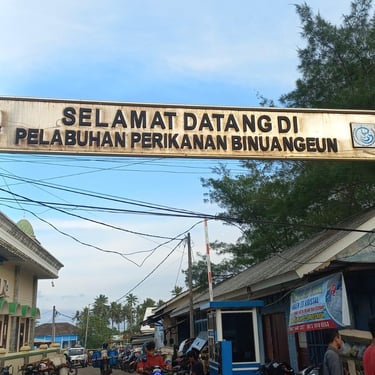 SELAMAT DATANG DI
PELABUHAN PERIKANAN BINUANGEUN